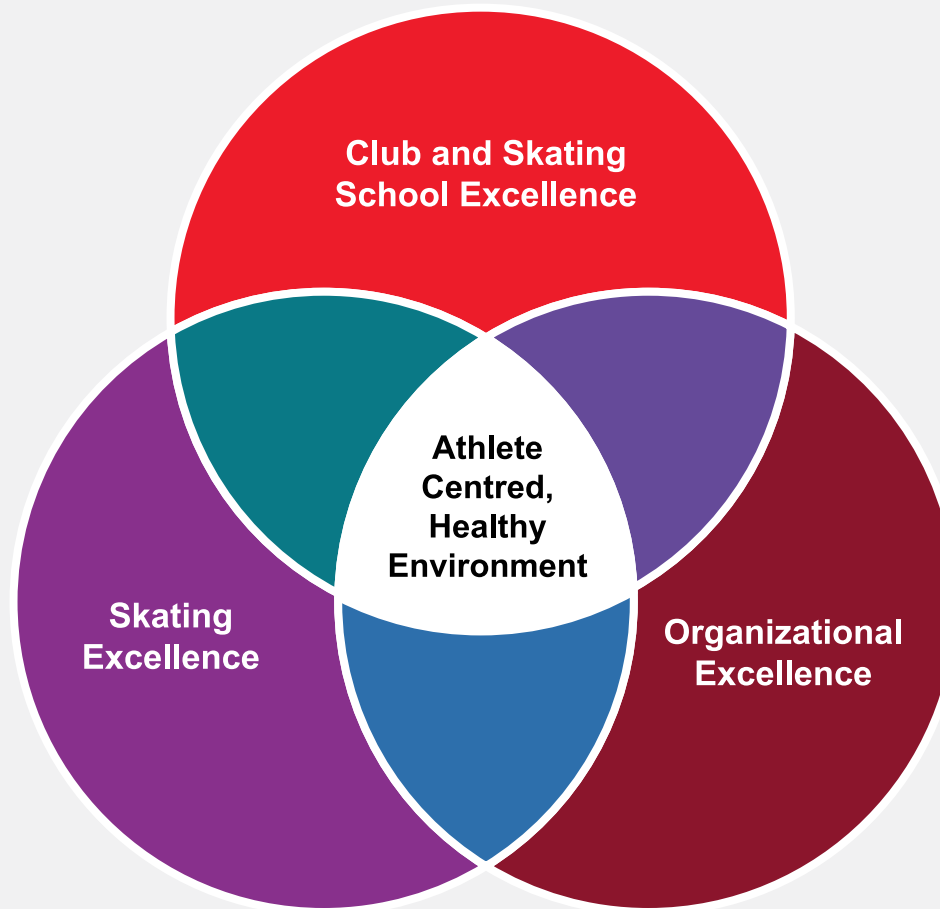 Club and Skating
School Excellence
Athlete
Centred,
Healthy
Environment
Skating
Excellence
Organizational
Excellence